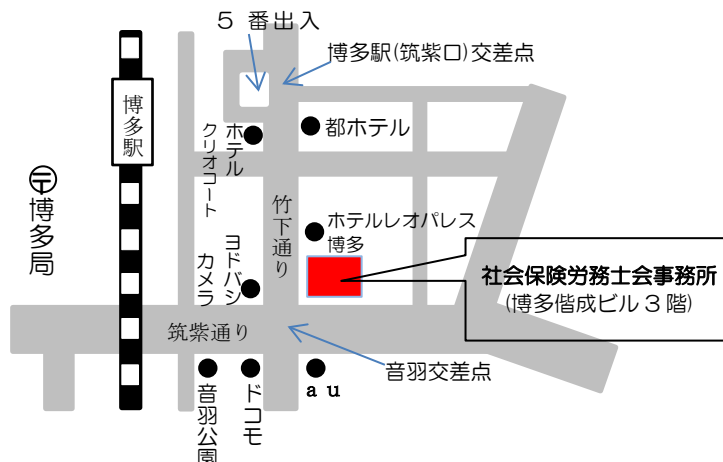 ５ 番出入
博多駅(筑紫口)交差点
博多駅
都ホテル
ホテル
クリオコート
〒博多局
竹下通り
ホテルレオパレス
博多
ヨドバシ
カメラ
社会保険労務士会事務所
(博多偕成ビル３階)
筑紫通り
音羽交差点
音羽公園
ドコモ
ａｕ